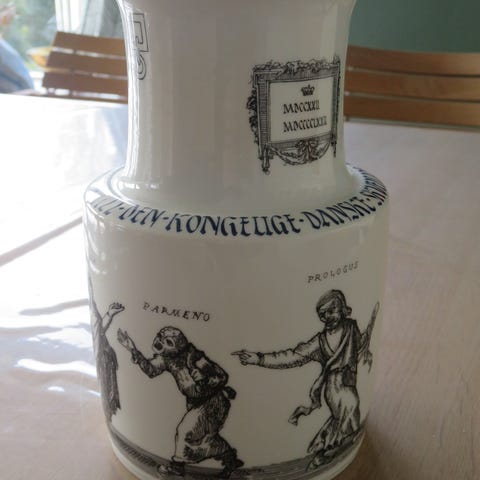 MDCCXXII
MDCCCCLXXII
DEN·KONGELIGE·DANSKE
PROLOGUS
PARMENO